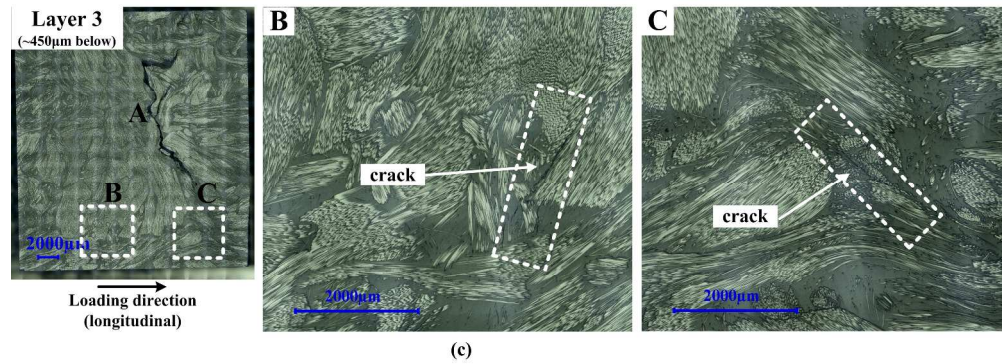 Layer 3
(~450μm below)
A
B
C
2000μm
Loading direction
(longitudinal)
B
crack
2000μm
C
crack
2000μm
(c)